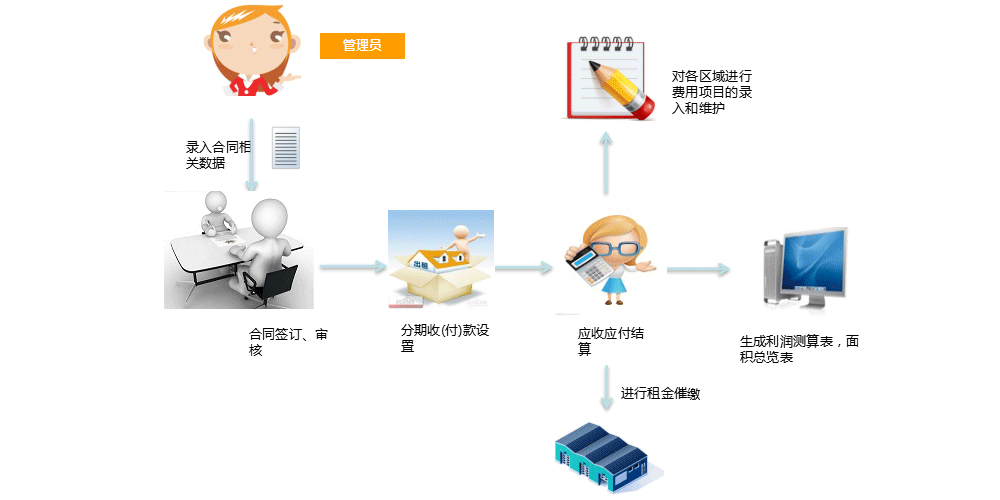 管理员
对各区域进行
费用项目的录
入和维护
录入合同相
关数据
出租
合同签订、审
核
分期收(付)款设
置
应收应付结
算
生成利润测算表，面
积总览表
进行租金催缴